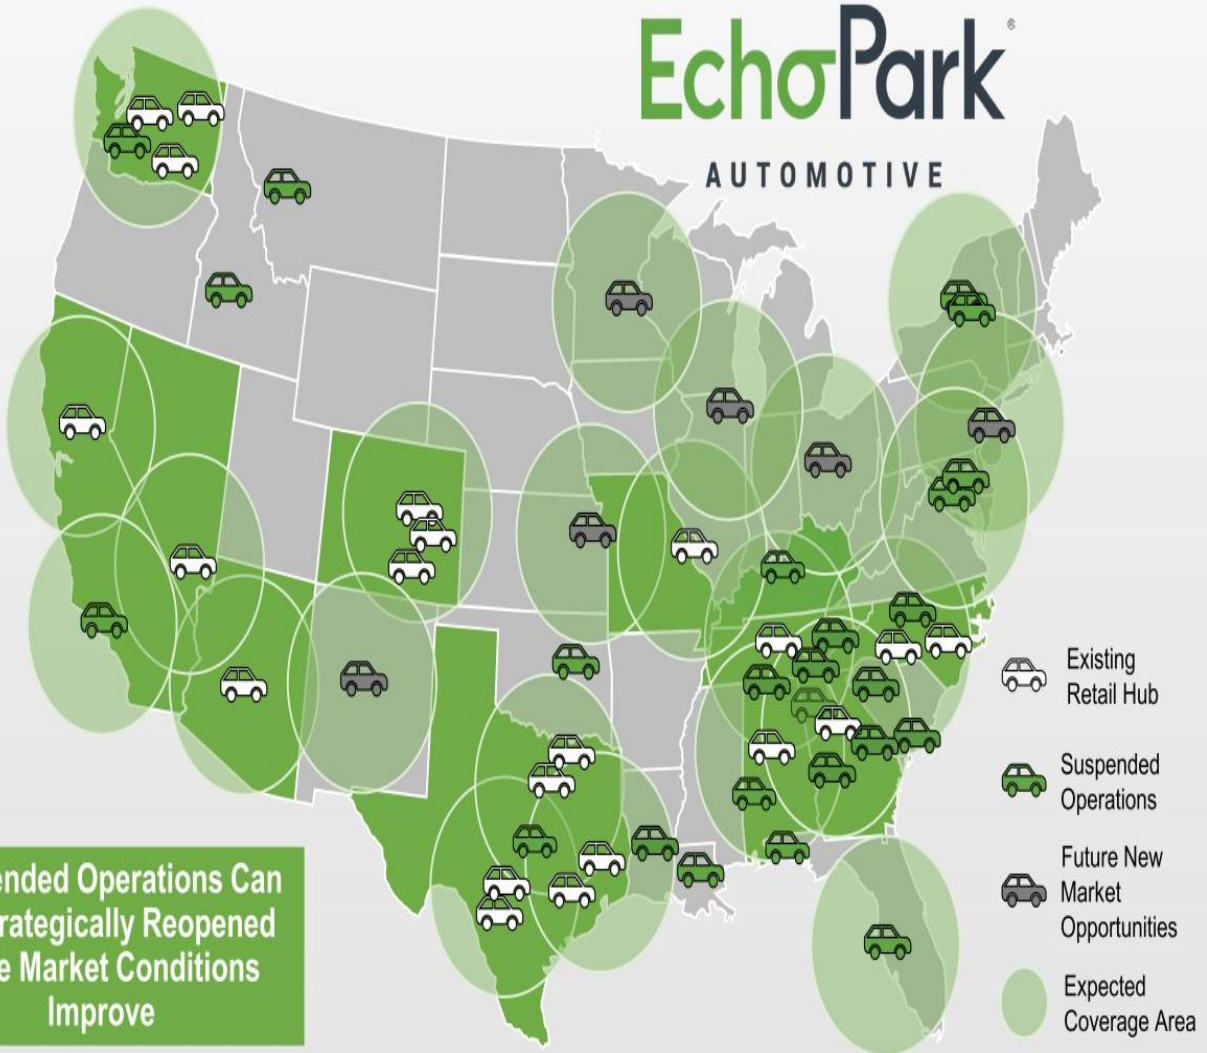 EchoPark®
AUTOMOTIVE
Existing
Retail Hub
Suspended
Operations
Future New
Market
Opportunities
Expected
Coverage Area
ended Operations Can
rategically Reopened
e Market Conditions
Improve